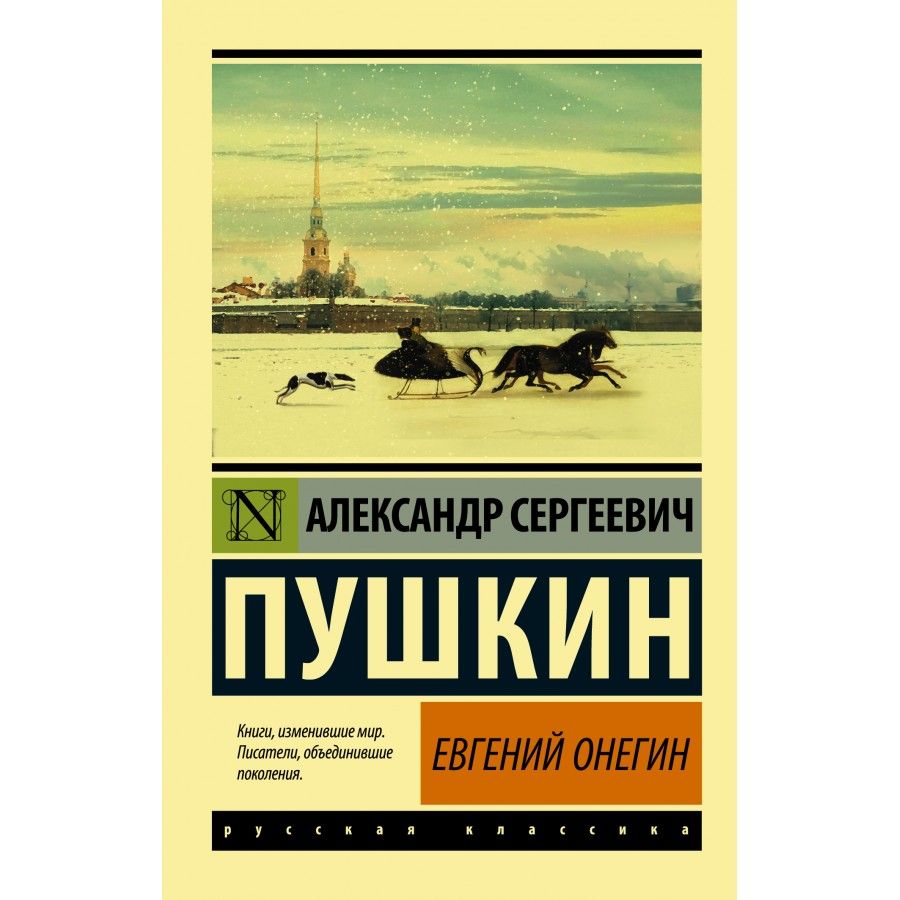 N
АЛЕКСАНДР СЕРГЕЕВИЧ
ПУШКИН
Книги, изменившие мир.
Писатели, объединившие
поколения.
ЕВГЕНИЙ ОНЕГИН
русская классика